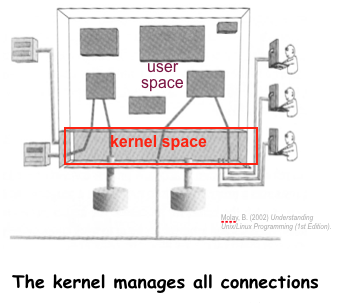 user
space
kernel space
Molay, B. (2002) Understanding
Unix/Linux Programming (1st Edition).
The kernel manages all connections